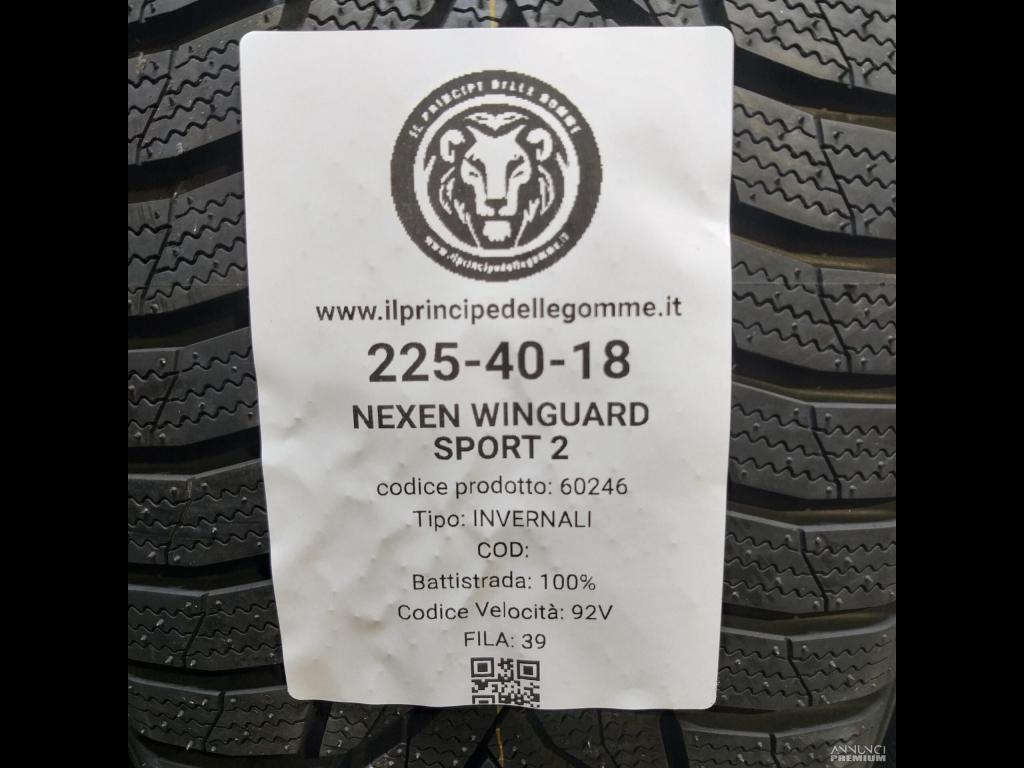 IL PRINCIPE DELLE GOMME
www.ilprincipedellegomme.it
www.ilprincipedellegomme.it
225-40-18
NEXEN WINGUARD
SPORT 2
codice prodotto: 60246
Tipo: INVERNALI
COD:
Battistrada: 100%
Codice Velocità: 92V
FILA: 39
ANNUNCI
PREMIUM